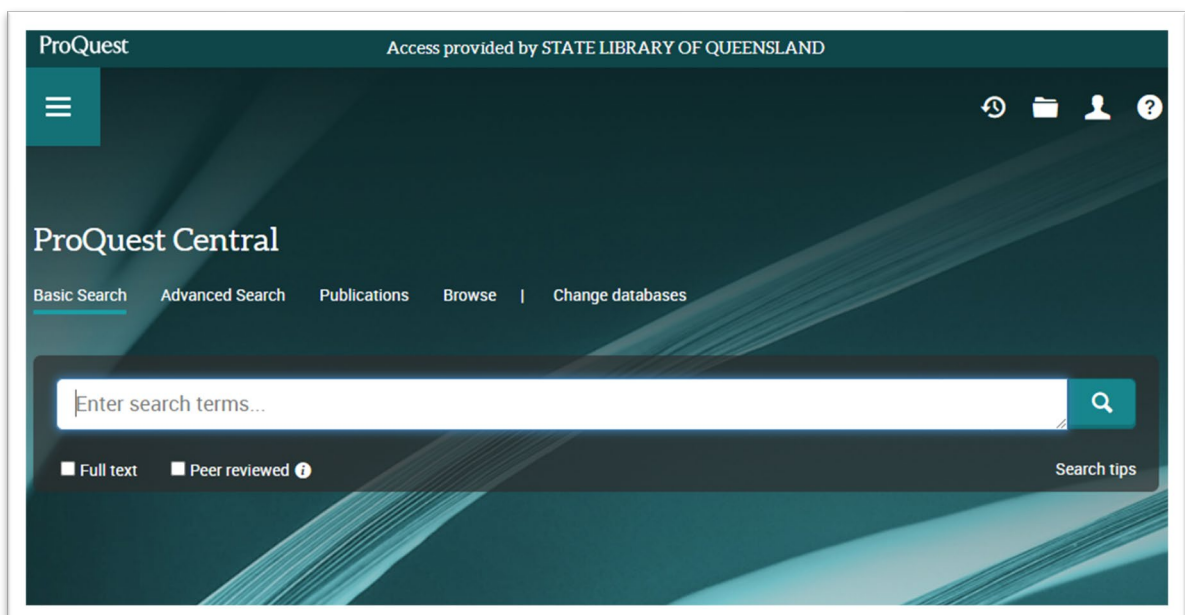 ProQuest
Access provided by STATE LIBRARY OF QUEENSLAND
ProQuest Central
Basic Search Advanced Search Publications Browse | Change databases
Enter search terms...
Full text Peer reviewed Search tips